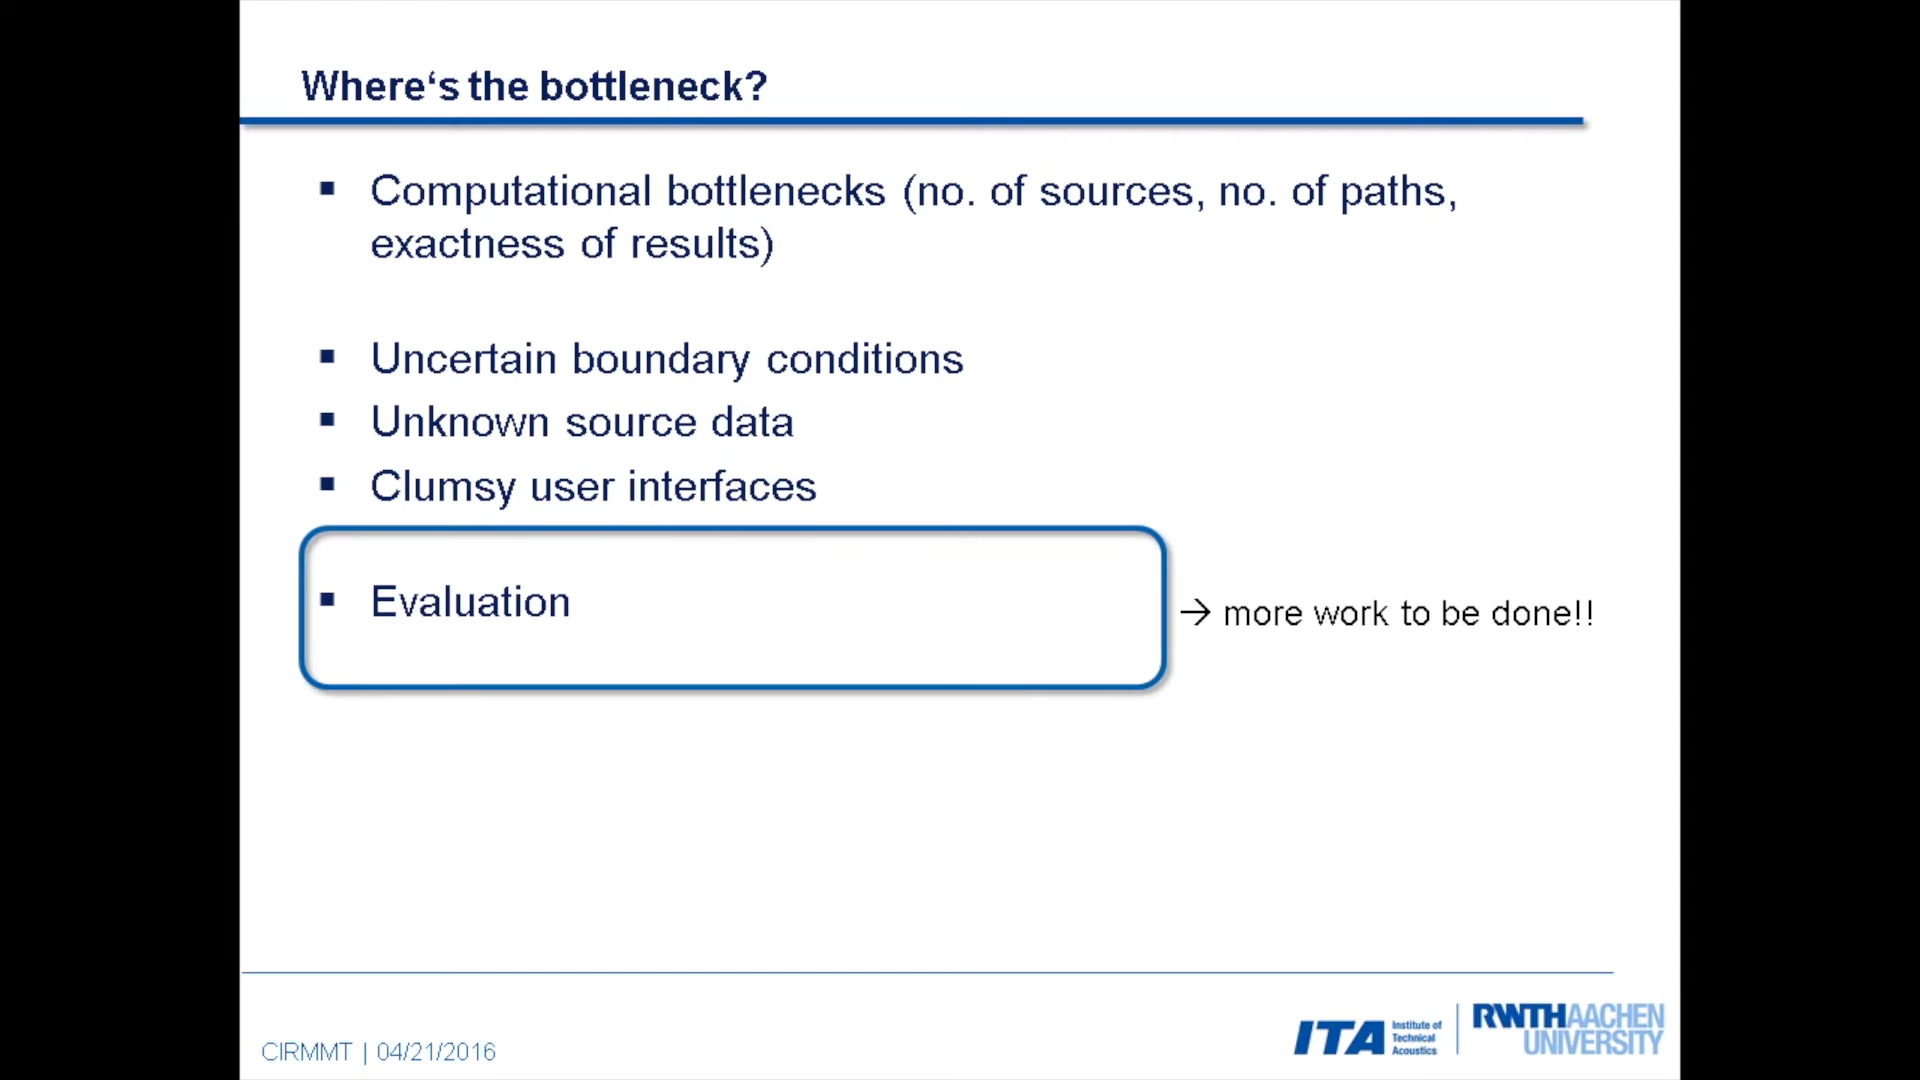 Where‘s the bottleneck?
▪ Computational bottlenecks (no. of sources, no. of paths,
exactness of results)
▪ Uncertain boundary conditions
▪ Unknown source data
▪ Clumsy user interfaces
▪ Evaluation
→ more work to be done!!
CIRMMT | 04/21/2016
ITA
Institute of
Technical
Acoustics
RWTHAACHEN
UNIVERSITY